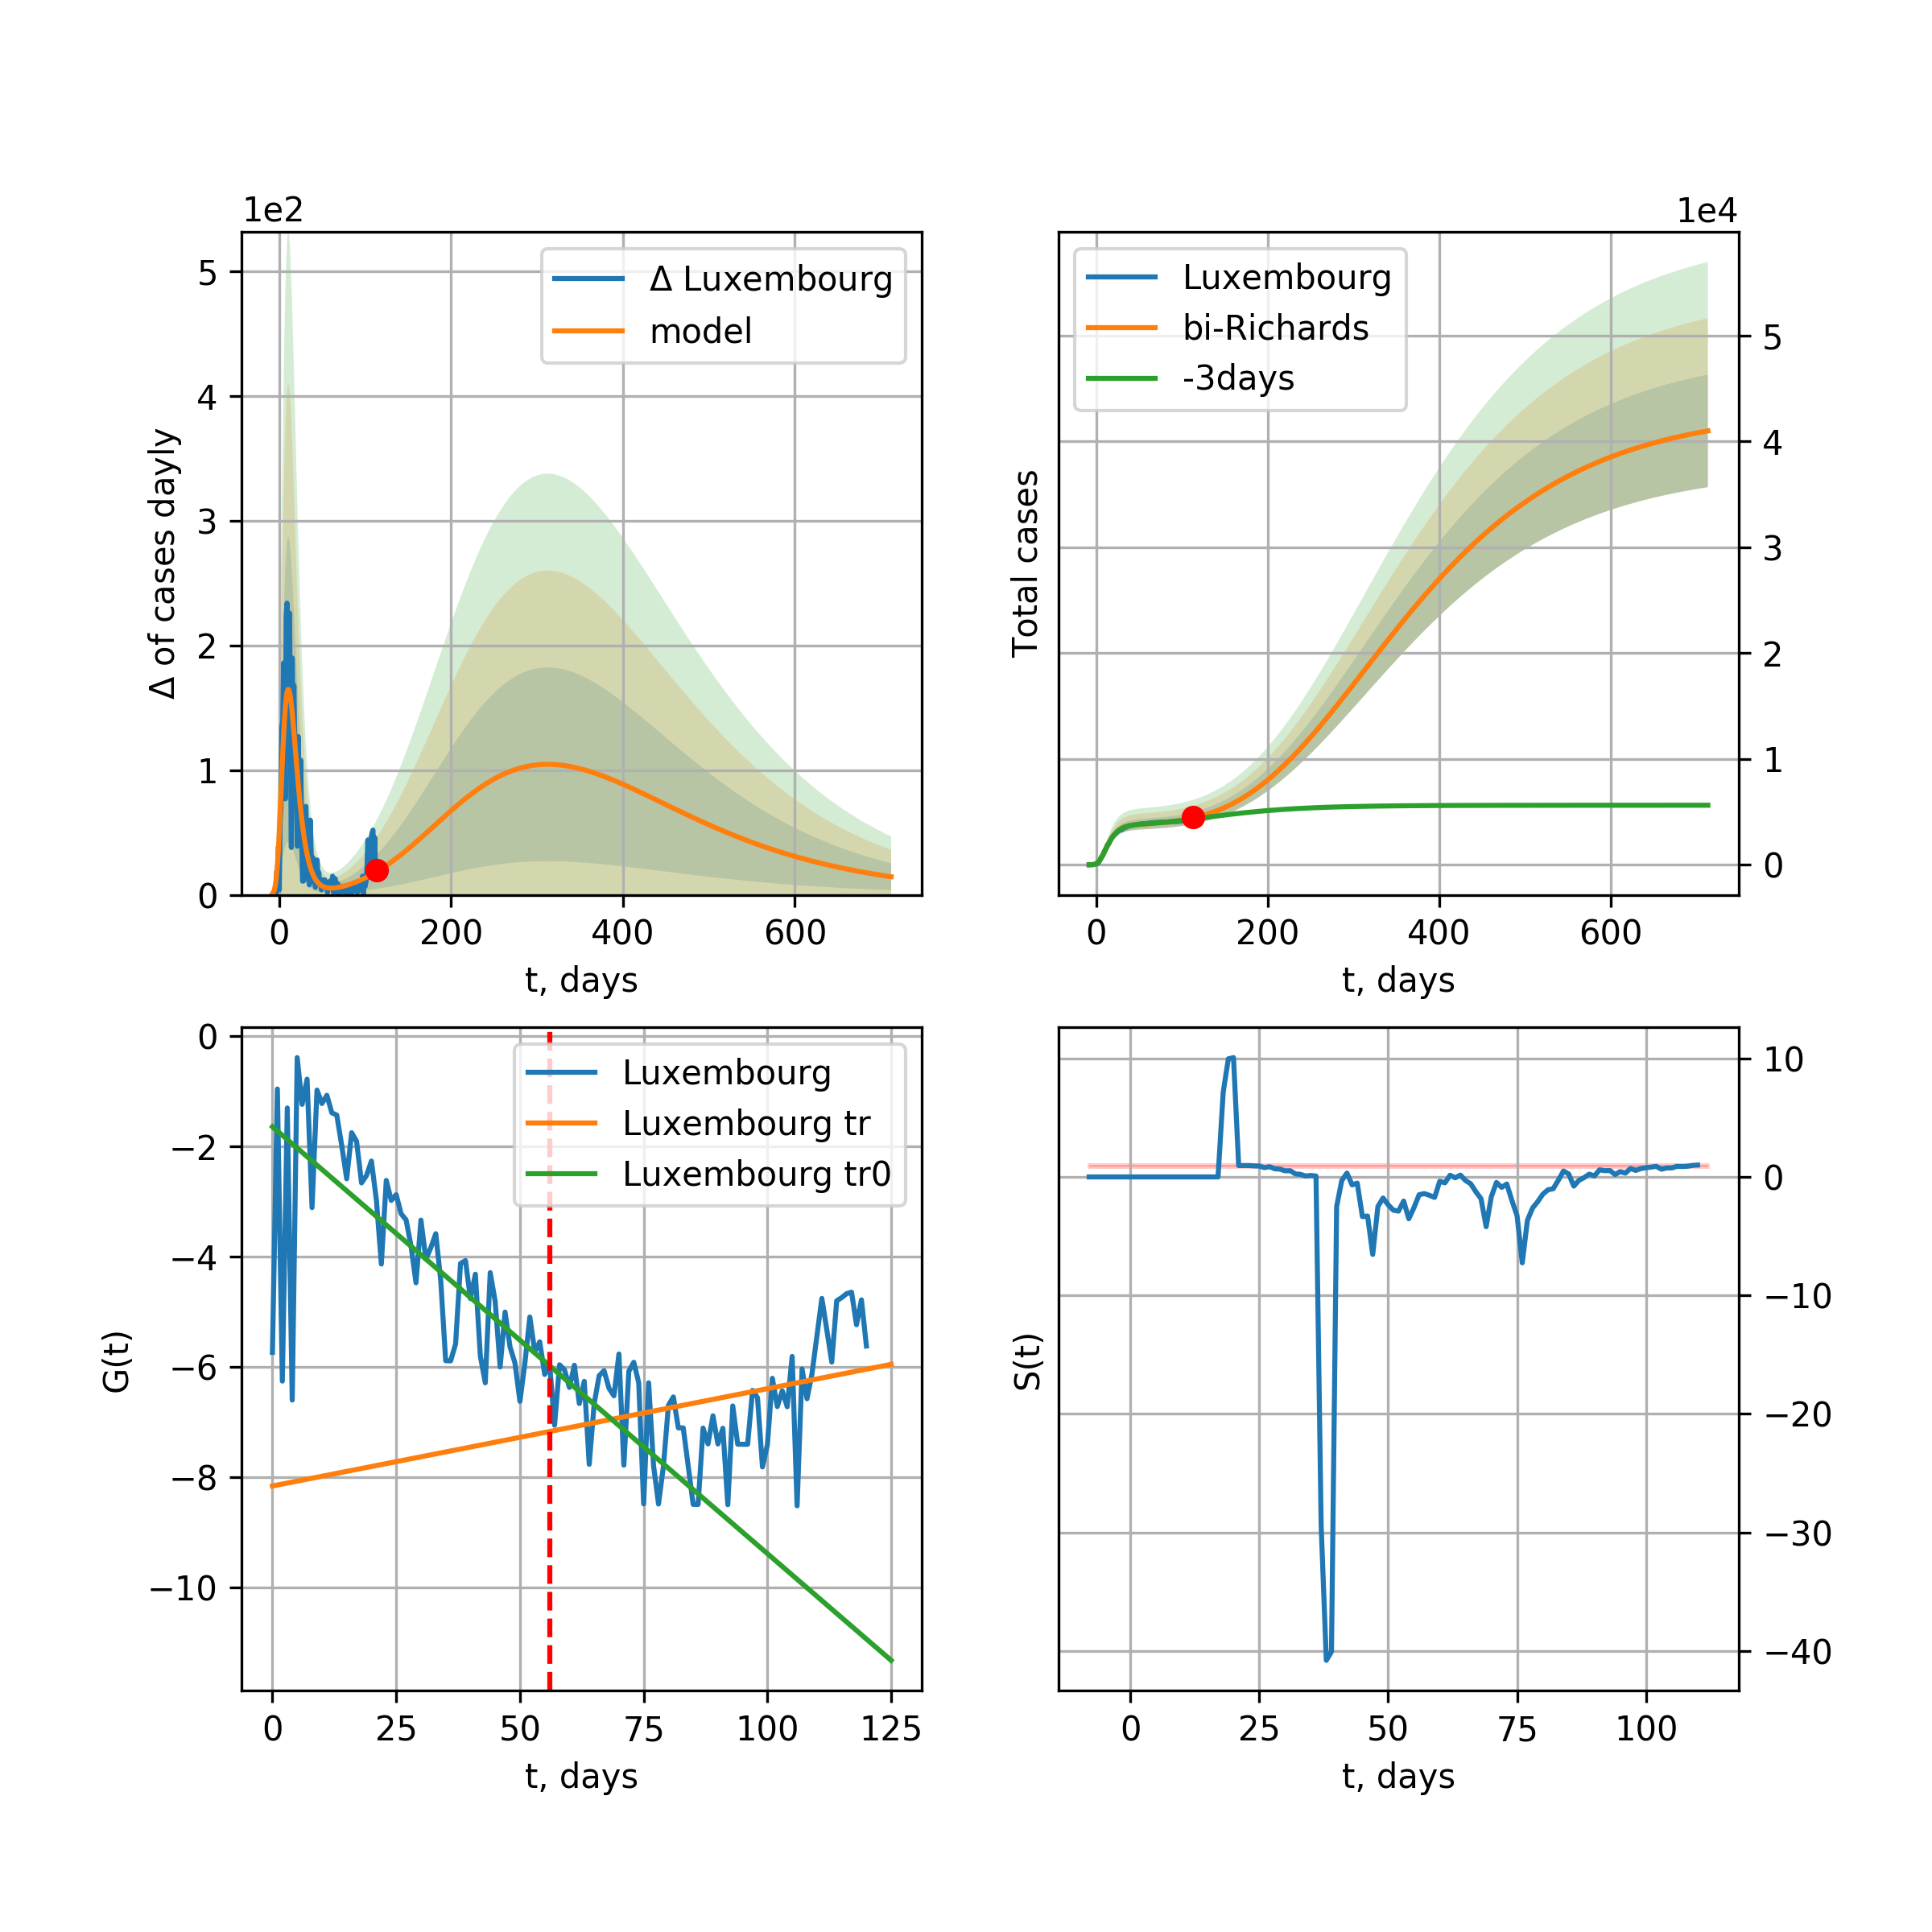 1e2
Δ of cases dayly
5
4
3
2
1
0
Δ Luxembourg
model
0 200 400 600
t, days
1e4
Total cases
Luxembourg
bi-Richards
-3days
5
4
3
2
1
0
0 200 400 600
t, days
G(t)
0
−2
−4
−6
−8
−10
Luxembourg
Luxembourg tr
Luxembourg tr0
0 25 50 75 100 125
t, days
S(t)
10
0
−10
−20
−30
−40
0 25 50 75 100
t, days